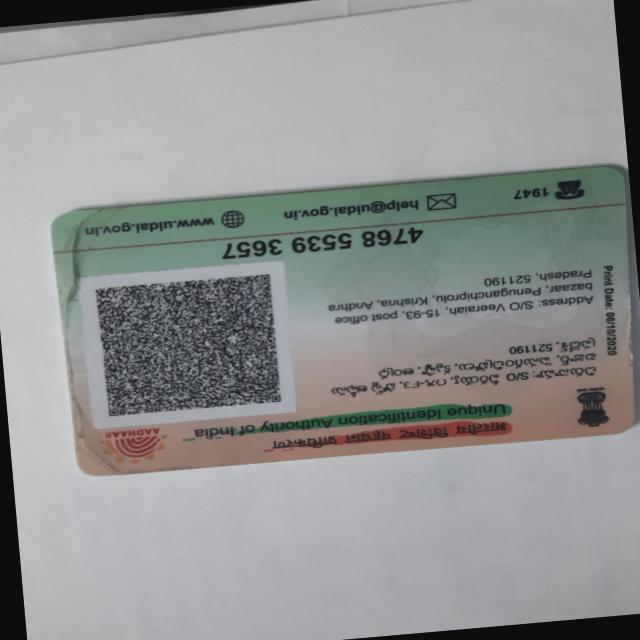 भारतीय विशिष्ट पहचान प्राधिकरण
Unique Identification Authority of India
AADHAAR
చిరునామా: S/O వీరయ్య, ౧౫-౯౩, పోస్ట్ ఆఫీసు
బజార్, పెనుగంచిప్రోలు, కృష్ణా, ఆంధ్ర
ప్రదేశ్, 521190
Address: S/O Veeraiah, 15-93, post office
bazaar, Penuganchiprolu, Krishna, Andhra
Pradesh, 521190
Print Date: 06/10/2020
4768 5539 3657
1947
help@uidai.gov.in
www.uidai.gov.in